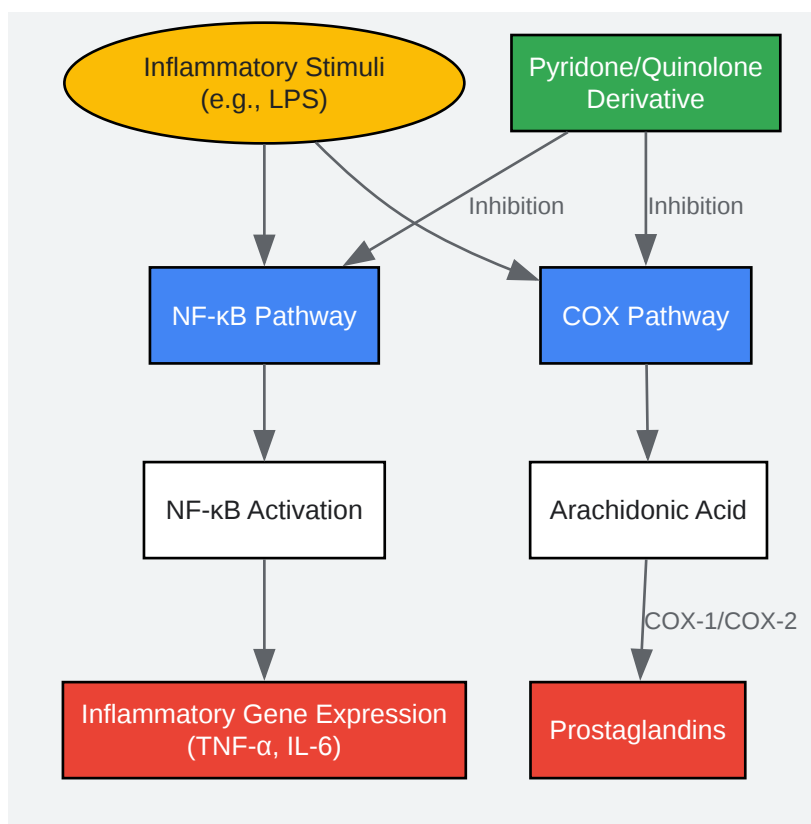 Inflammatory Stimuli
(e.g., LPS)
Pyridone/Quinolone
Derivative
Inhibition
Inhibition
NF-κB Pathway
COX Pathway
NF-κB Activation
Arachidonic Acid
COX-1/COX-2
Inflammatory Gene Expression
(TNF-α, IL-6)
Prostaglandins